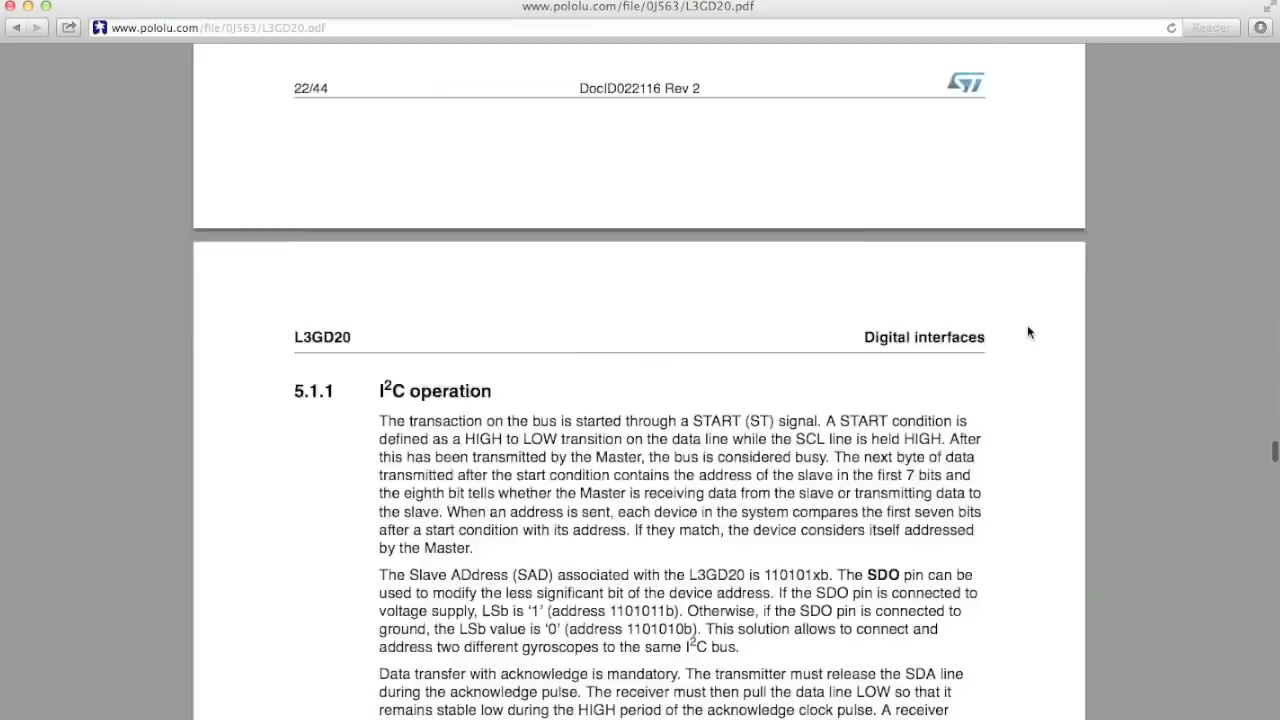 www.pololu.com/file/0J563/L3GD20.pdf
www.pololu.com/file/0J563/L3GD20.pdf
Reader
22/44
DocID022116 Rev 2
ST
L3GD20
Digital interfaces
5.1.1 I²C operation
The transaction on the bus is started through a START (ST) signal. A START condition is
defined as a HIGH to LOW transition on the data line while the SCL line is held HIGH. After
this has been transmitted by the Master, the bus is considered busy. The next byte of data
transmitted after the start condition contains the address of the slave in the first 7 bits and
the eighth bit tells whether the Master is receiving data from the slave or transmitting data to
the slave. When an address is sent, each device in the system compares the first seven bits
after a start condition with its address. If they match, the device considers itself addressed
by the Master.
The Slave ADdress (SAD) associated with the L3GD20 is 110101xb. The SDO pin can be
used to modify the less significant bit of the device address. If the SDO pin is connected to
voltage supply, LSb is ‘1’ (address 1101011b). Otherwise, if the SDO pin is connected to
ground, the LSb value is ‘0’ (address 1101010b). This solution allows to connect and
address two different gyroscopes to the same I²C bus.
Data transfer with acknowledge is mandatory. The transmitter must release the SDA line
during the acknowledge pulse. The receiver must then pull the data line LOW so that it
remains stable low during the HIGH period of the acknowledge clock pulse. A receiver